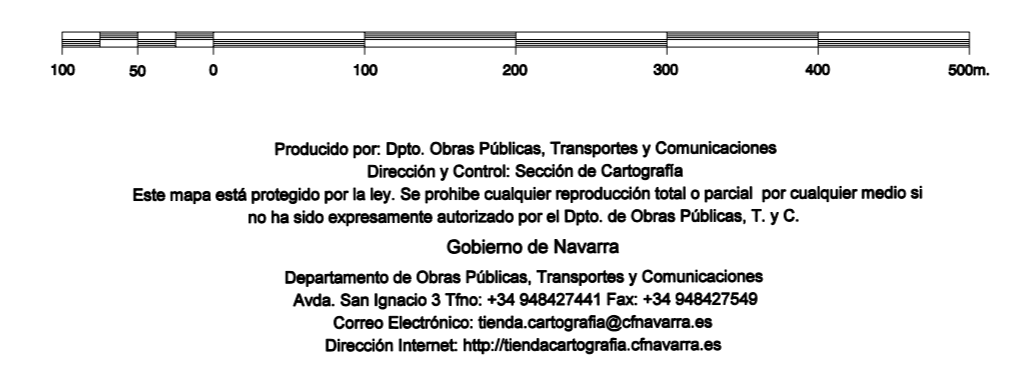 100 50 0 100 200 300 400 500m.
Producido por: Dpto. Obras Públicas, Transportes y Comunicaciones
Dirección y Control: Sección de Cartografía
Este mapa está protegido por la ley. Se prohibe cualquier reproducción total o parcial por cualquier medio si
no ha sido expresamente autorizado por el Dpto. de Obras Públicas, T. y C.
Gobierno de Navarra
Departamento de Obras Públicas, Transportes y Comunicaciones
Avda. San Ignacio 3 Tfno: +34 948427441 Fax: +34 948427549
Correo Electrónico: tienda.cartografia@cfnavarra.es
Dirección Internet: http://tiendacartografia.cfnavarra.es